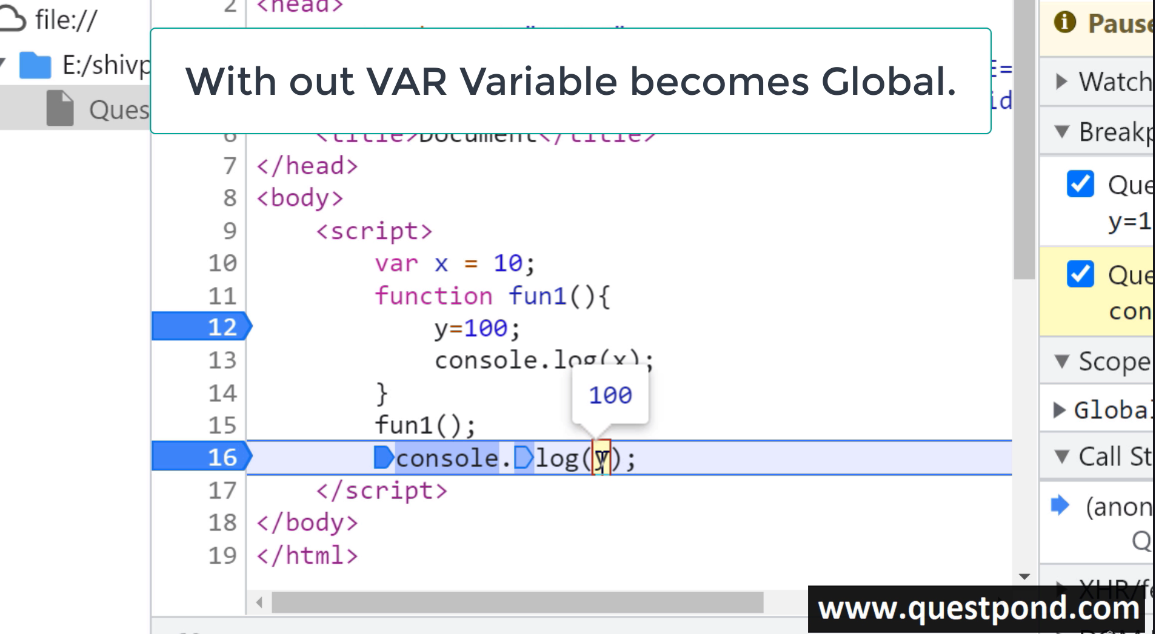 file://
E:/shivp
Ques
2 <head>
With out VAR Variable becomes Global.
6 <title>Document</title>
7 </head>
8 <body>
9 <script>
10 var x = 10;
11 function fun1(){
12 y=100;
13 console.log(x);
14 }
100
15 fun1();
16 console.log(y);
17 </script>
18 </body>
19 </html>
Pause
Watch
Breakp
Que
y=1
Que
con
Scope
Global
Call St
(anon
Q
XHR/fe
www.questpond.com